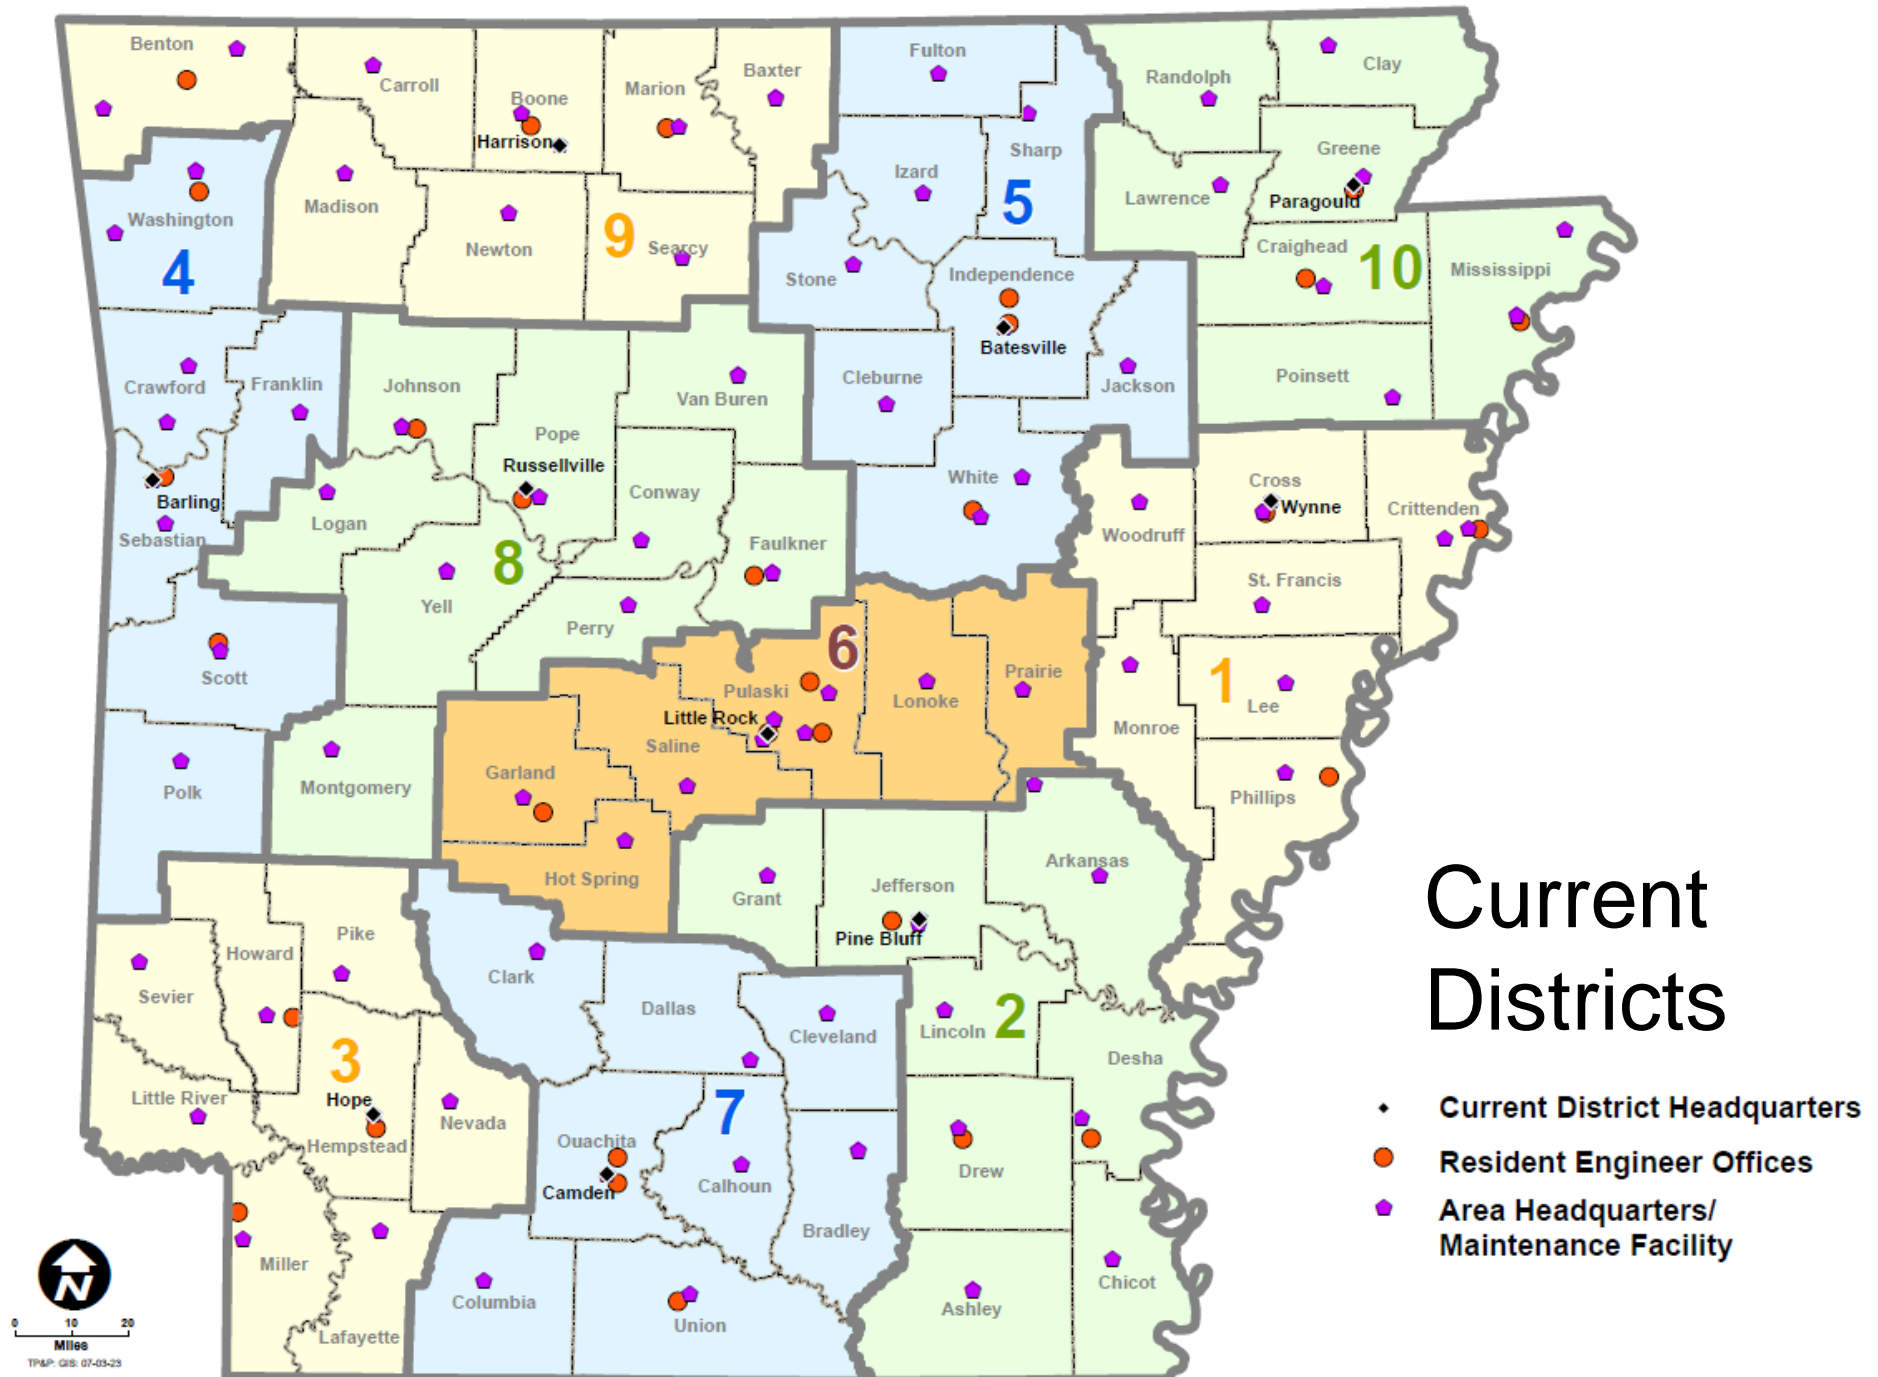 Benton
Carroll
Boone
Harrison
Marion
Baxter
Fulton
Randolph
Clay
Sharp
Izard
Greene
Lawrence
Paragould
Washington
Madison
Newton
9
Searcy
5
4
Stone
Independence
Craighead
10
Mississippi
Batesville
Crawford
Franklin
Johnson
Van Buren
Cleburne
Jackson
Poinsett
Pope
Russellville
Barling
Sebastian
Logan
Conway
White
Cross
Wynne
Crittenden
Woodruff
8
Faulkner
Yell
Perry
St. Francis
6
Scott
Pulaski
Little Rock
Saline
Lonoke
Prairie
1
Lee
Monroe
Polk
Montgomery
Garland
Phillips
Hot Spring
Grant
Jefferson
Pine Bluff
Arkansas
Current
Districts
Howard
Pike
Sevier
Clark
Dallas
Cleveland
Lincoln
2
Desha
3
Little River
Hope
Hempstead
Nevada
7
Ouachita
Camden
Calhoun
Bradley
Drew
Miller
Lafayette
Columbia
Union
Ashley
Chicot
Current District Headquarters
Resident Engineer Offices
Area Headquarters/
Maintenance Facility
N
0 10 20
Miles
TP&P: GIS: 07-03-23